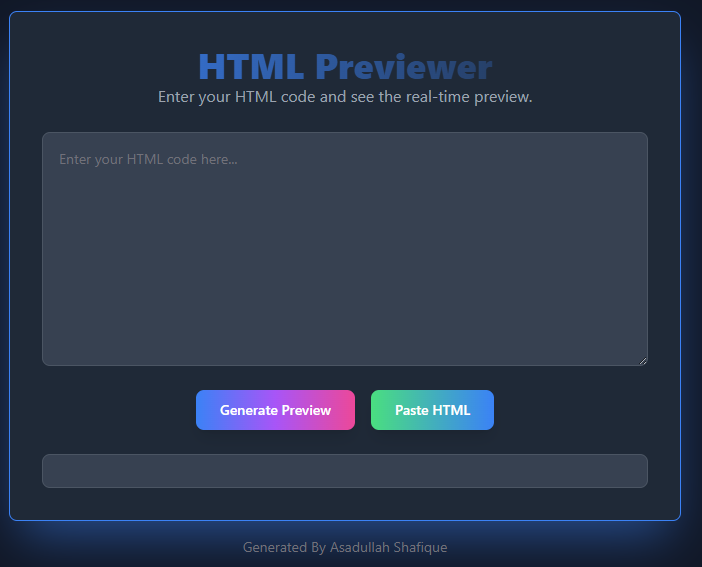 HTML Previewer
Enter your HTML code and see the real-time preview.
Enter your HTML code here...
Generate Preview
Paste HTML
Generated By Asadullah Shafique